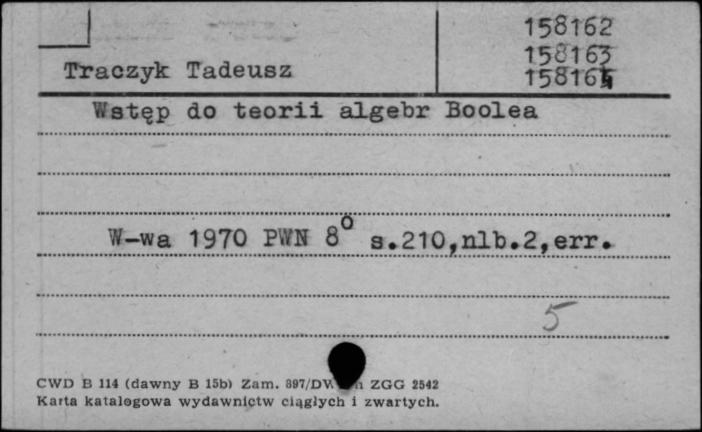 158162
158163
158164
Traczyk Tadeusz
Wstęp do teorii algebr Boolea
W-wa 1970 PWN 8° s.210,nlb.2,err.
5
CWD B 114 (dawny B 15b) Zam. 897/ ZGG 2542
Karta katalogowa wydawnictw ciągłych i zwartych.